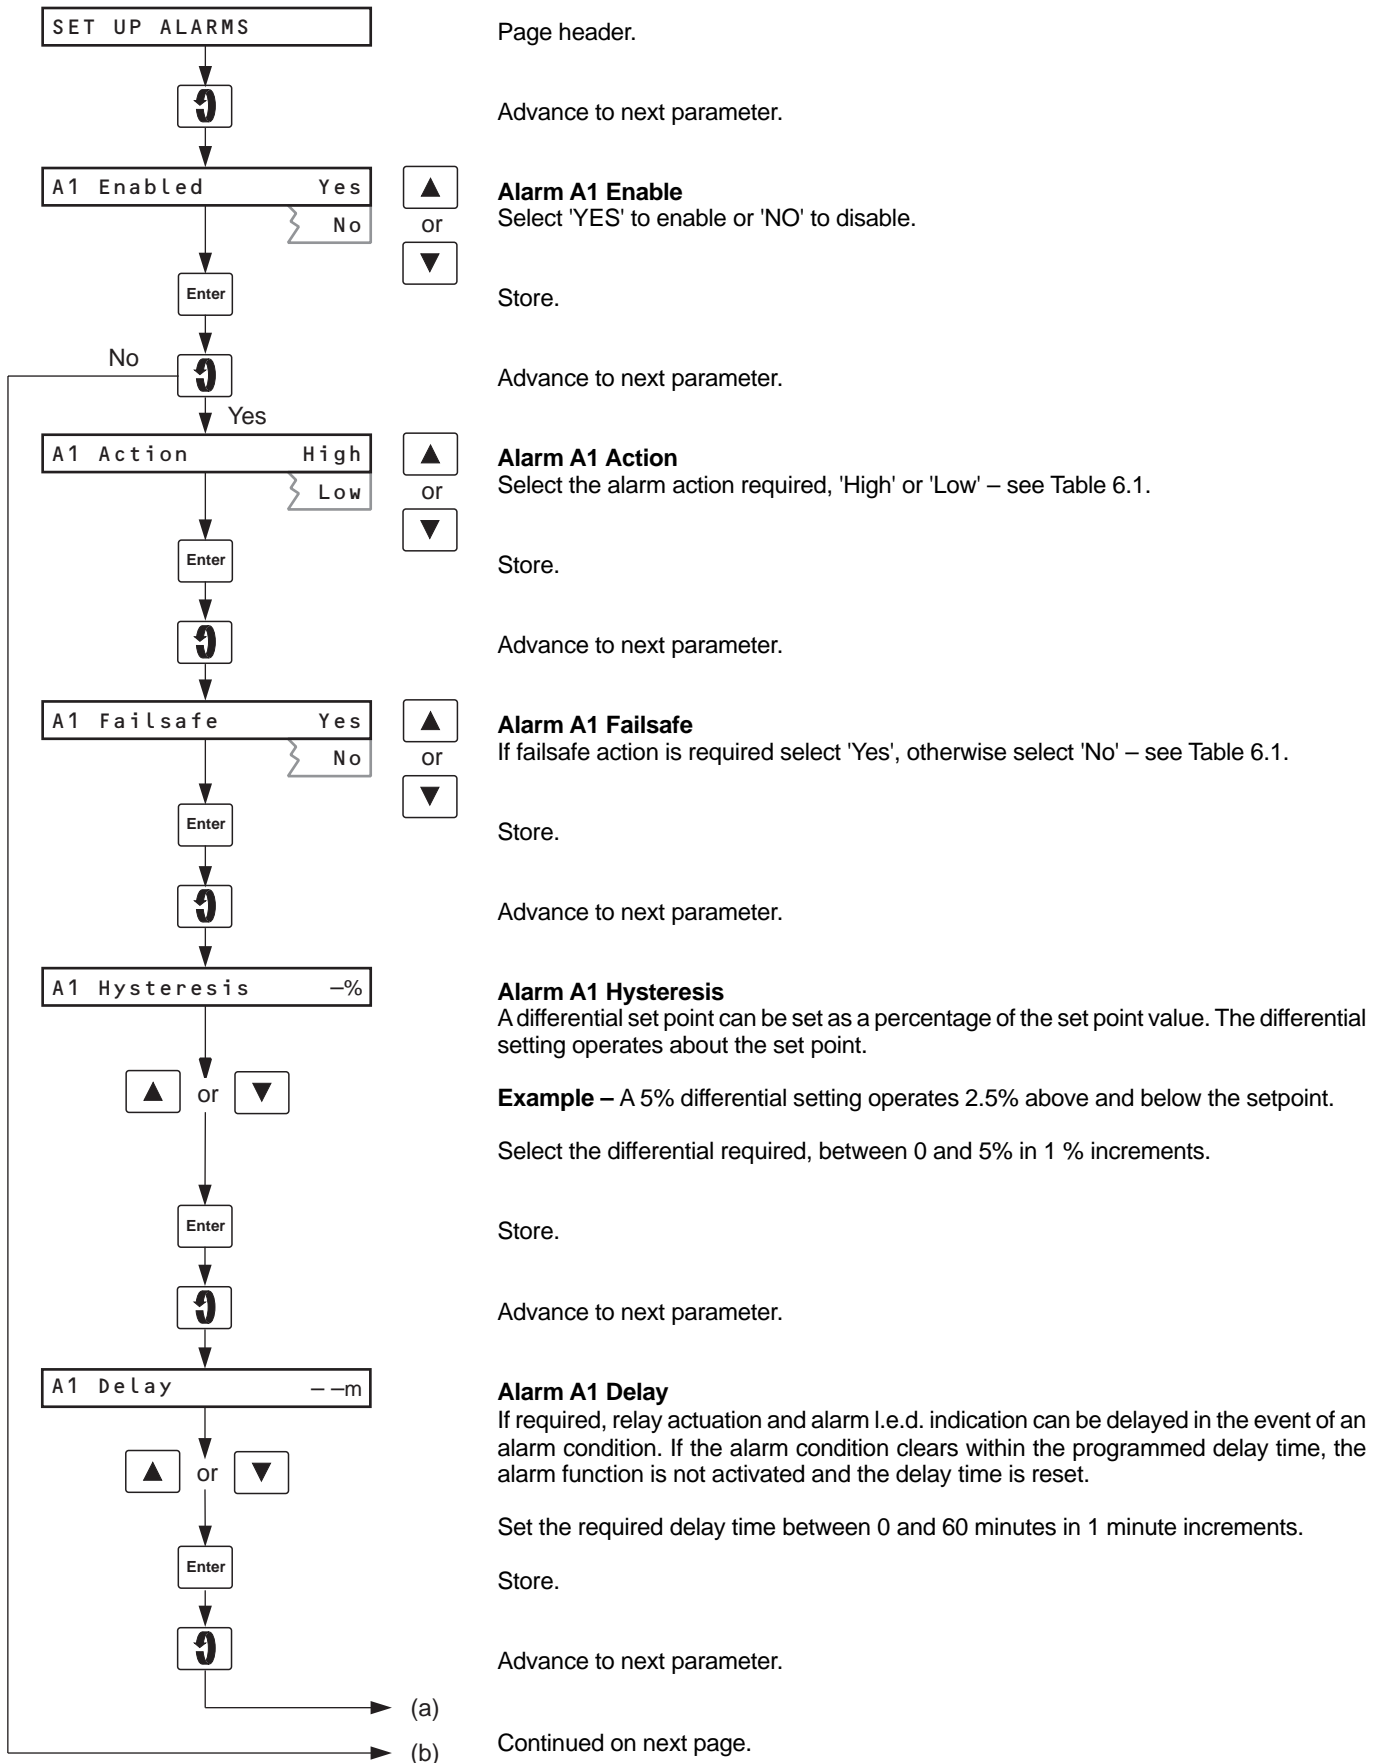 SET UP ALARMS
Page header.
Advance to next parameter.
A1 Enabled Yes
No
or
Alarm A1 Enable
Select 'YES' to enable or 'NO' to disable.
Enter
Store.
No
Advance to next parameter.
Yes
A1 Action High
Low
or
Alarm A1 Action
Select the alarm action required, 'High' or 'Low' – see Table 6.1.
Enter
Store.
Advance to next parameter.
A1 Failsafe Yes
No
or
Alarm A1 Failsafe
If failsafe action is required select 'Yes', otherwise select 'No' – see Table 6.1.
Enter
Store.
Advance to next parameter.
A1 Hysteresis –%
Alarm A1 Hysteresis
A differential set point can be set as a percentage of the set point value. The differential
setting operates about the set point.
or
Example – A 5% differential setting operates 2.5% above and below the setpoint.
Select the differential required, between 0 and 5% in 1 % increments.
Enter
Store.
Advance to next parameter.
A1 Delay – –m
Alarm A1 Delay
If required, relay actuation and alarm l.e.d. indication can be delayed in the event of an
alarm condition. If the alarm condition clears within the programmed delay time, the
alarm function is not activated and the delay time is reset.
or
Set the required delay time between 0 and 60 minutes in 1 minute increments.
Enter
Store.
Advance to next parameter.
(a)
Continued on next page.
(b)